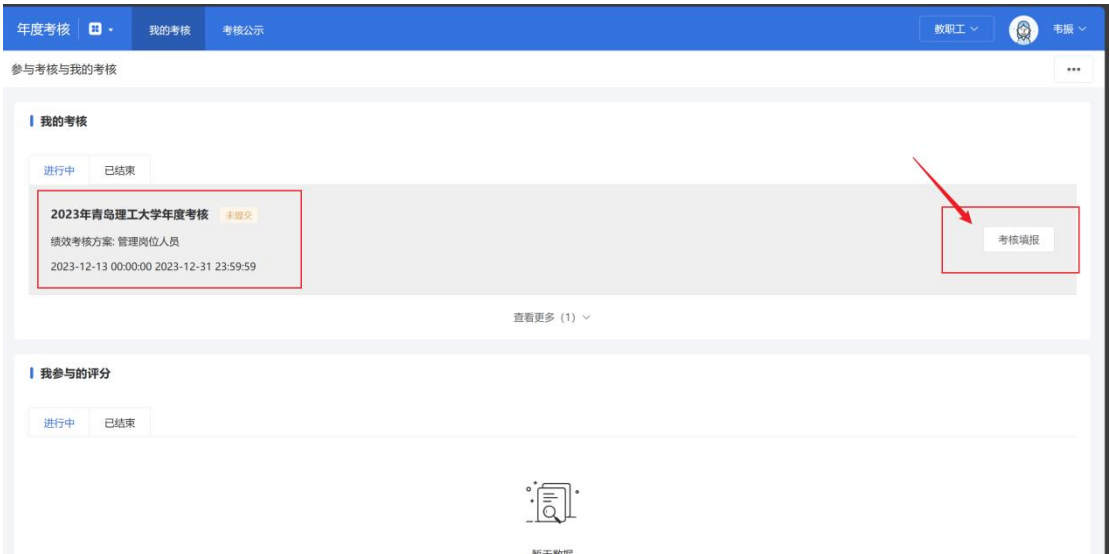 年度考核 我的考核 考核公示 教职工 韦振
参与考核与我的考核
我的考核
进行中 已结束
2023年青岛理工大学年度考核 未提交
绩效考核方案: 管理岗位人员
2023-12-13 00:00:00 2023-12-31 23:59:59
考核填报
查看更多 (1)
我参与的评分
进行中 已结束
暂无数据